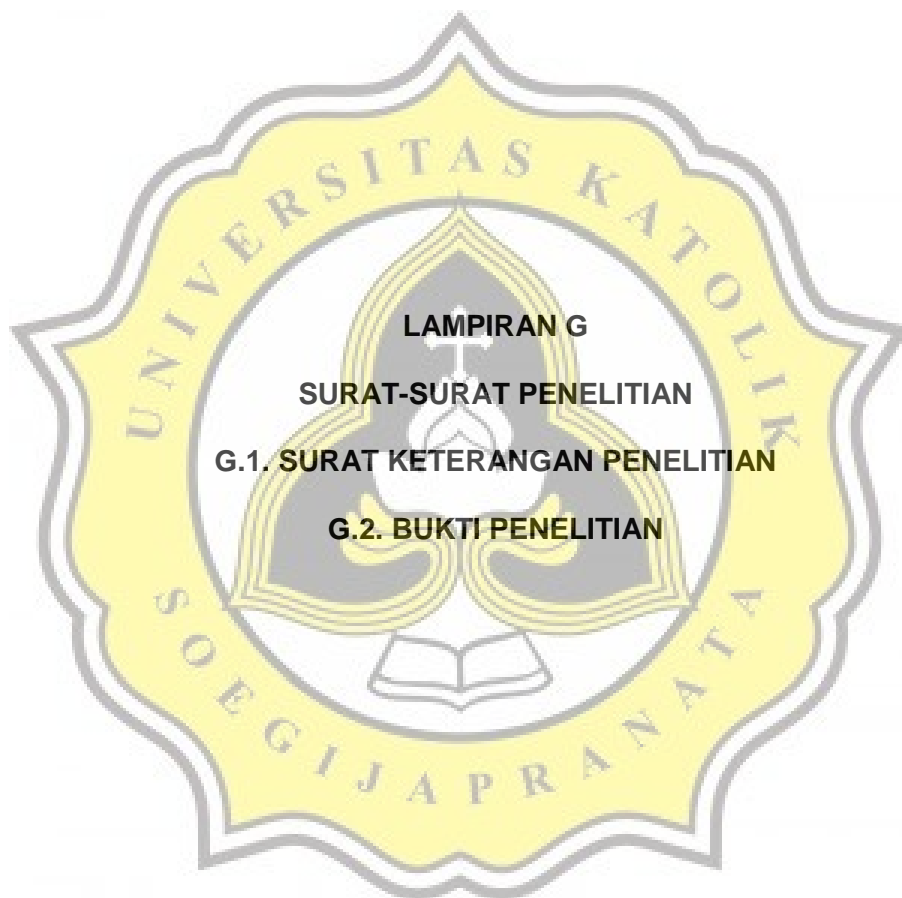 UNIVERSITAS KATOLIK
LAMPIRAN G
SURAT-SURAT PENELITIAN
G.1. SURAT KETERANGAN PENELITIAN
G.2. BUKTI PENELITIAN
SOEGIJAPRANATA